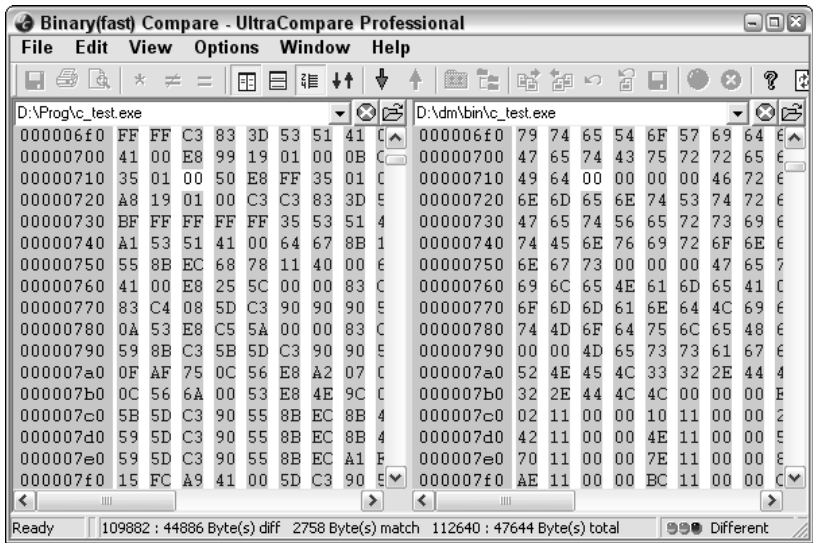 Binary(fast) Compare - UltraCompare Professional
File Edit View Options Window Help
D:\Prog\c_test.exe D:\dm\bin\c_test.exe
000006f0 FF FF C3 83 3D 53 51 41 000006f0 79 74 65 54 6F 57 69 64
00000700 41 00 E8 99 19 01 00 0B 00000700 47 65 74 43 75 72 72 65
00000710 35 01 00 50 E8 FF 35 01 00000710 49 64 00 00 00 00 46 72
00000720 A8 19 01 00 C3 C3 83 3D 00000720 6E 6D 65 6E 74 53 74 72
00000730 BF FF FF FF FF 35 53 51 00000730 47 65 74 56 65 72 73 69
00000740 A1 53 51 41 00 64 67 8B 00000740 74 45 6E 76 69 72 6F 6E
00000750 55 8B EC 68 78 11 40 00 00000750 6E 67 73 00 00 00 47 65
00000760 41 00 E8 25 5C 00 00 83 00000760 69 6C 65 4E 61 6D 65 41
00000770 83 C4 08 5D C3 90 90 90 00000770 6F 6D 6D 61 6E 64 4C 69
00000780 0A 53 E8 C5 5A 00 00 83 00000780 74 4D 6F 64 75 6C 65 48
00000790 59 8B C3 5B 5D C3 90 90 00000790 00 00 4D 65 73 73 61 67
000007a0 0F AF 75 0C 56 E8 A2 07 000007a0 52 4E 45 4C 33 32 2E 44
000007b0 0C 56 6A 00 53 E8 4E 9C 000007b0 32 2E 44 4C 4C 00 00 00
000007c0 5B 5D C3 90 55 8B EC 8B 000007c0 02 11 00 00 10 11 00 00
000007d0 59 5D C3 90 55 8B EC 8B 000007d0 42 11 00 00 4E 11 00 00
000007e0 59 5D C3 90 55 8B EC A1 000007e0 70 11 00 00 7E 11 00 00
000007f0 15 FC A9 41 00 5D C3 90 000007f0 AE 11 00 00 BC 11 00 00
Ready 109882 : 44886 Byte(s) diff 2758 Byte(s) match 112640 : 47644 Byte(s) total Different